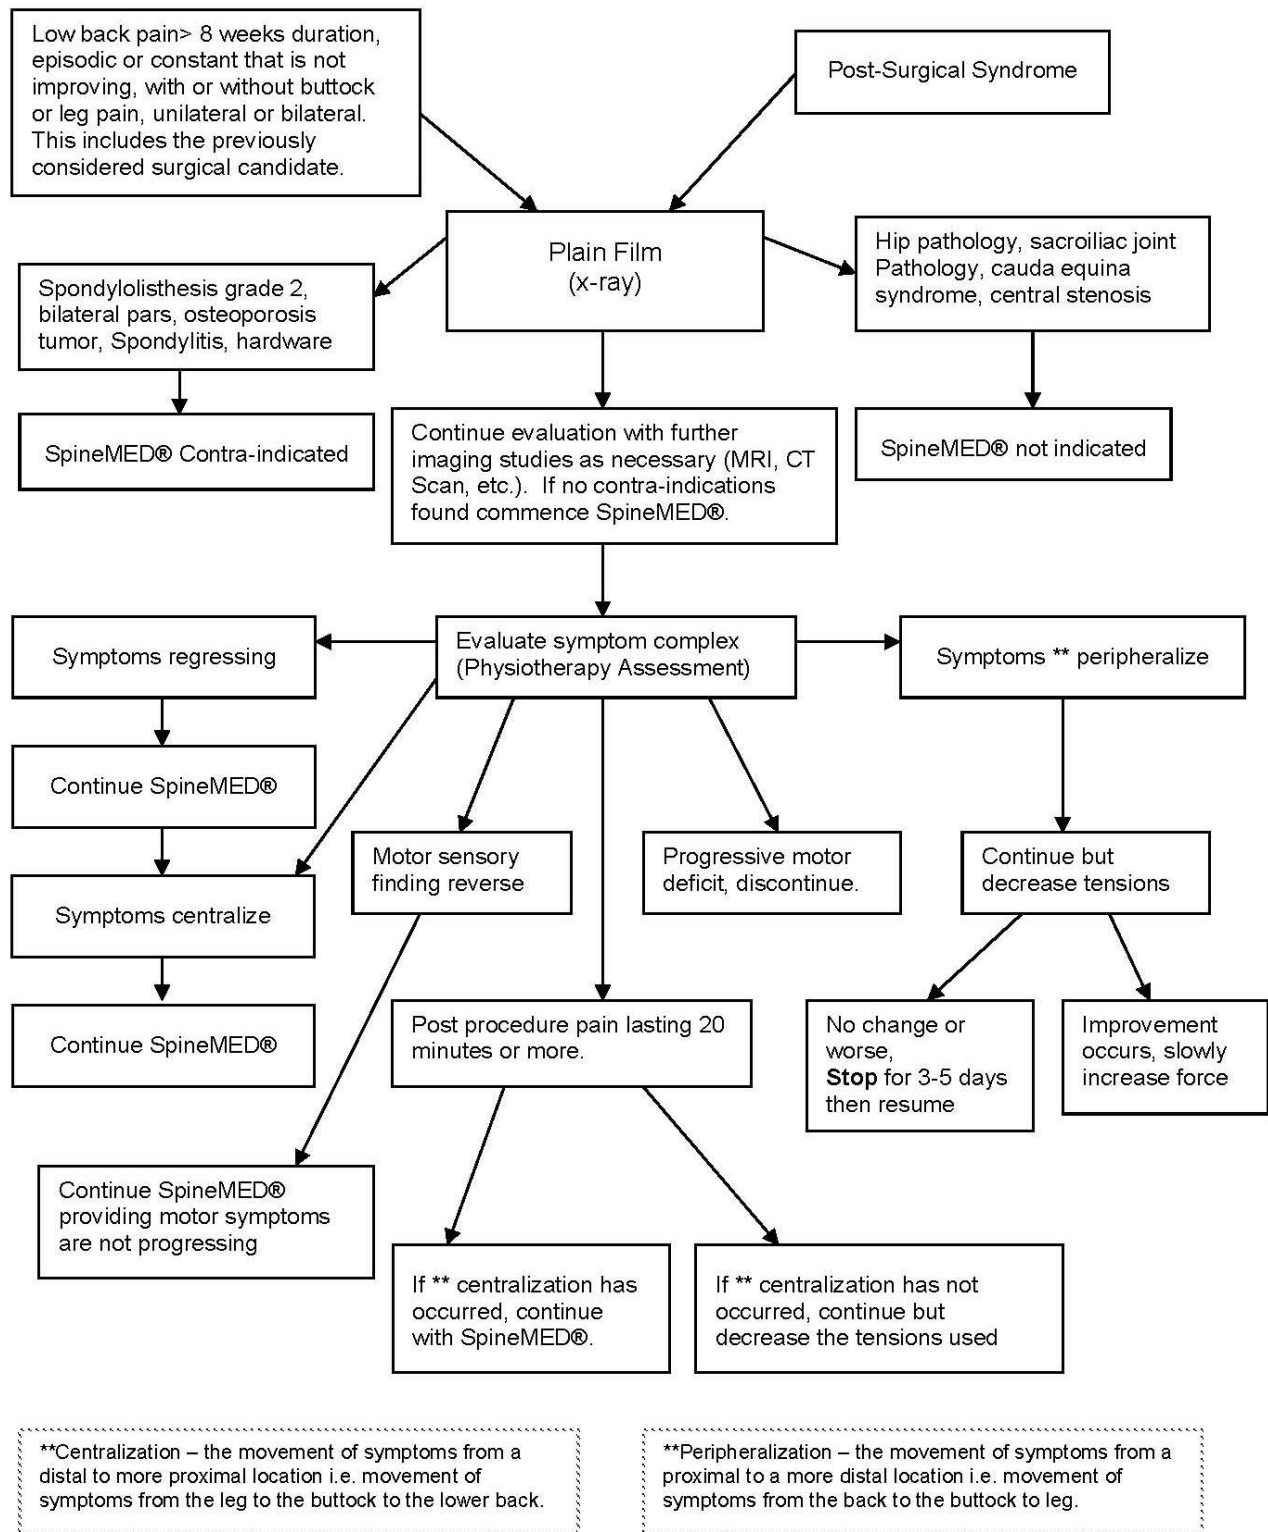 Low back pain> 8 weeks duration,
episodic or constant that is not
improving, with or without buttock
or leg pain, unilateral or bilateral.
This includes the previously
considered surgical candidate.
Post-Surgical Syndrome
Plain Film
(x-ray)
Spondylolisthesis grade 2,
bilateral pars, osteoporosis
tumor, Spondylitis, hardware
Hip pathology, sacroiliac joint
Pathology, cauda equina
syndrome, central stenosis
SpineMED® Contra-indicated
Continue evaluation with further
imaging studies as necessary (MRI, CT
Scan, etc.).  If no contra-indications
found commence SpineMED®.
SpineMED® not indicated
Symptoms regressing
Evaluate symptom complex
(Physiotherapy Assessment)
Symptoms ** peripheralize
Continue SpineMED®
Symptoms centralize
Continue SpineMED®
Motor sensory
finding reverse
Progressive motor
deficit, discontinue.
Continue but
decrease tensions
Post procedure pain lasting 20
minutes or more.
No change or
worse,
Stop for 3-5 days
then resume
Improvement
occurs, slowly
increase force
Continue SpineMED®
providing motor symptoms
are not progressing
If ** centralization has
occurred, continue
with SpineMED®.
If ** centralization has not
occurred, continue but
decrease the tensions used
**Centralization – the movement of symptoms from a
distal to more proximal location i.e. movement of
symptoms from the leg to the buttock to the lower back.
**Peripheralization – the movement of symptoms from a
proximal to a more distal location i.e. movement of
symptoms from the back to the buttock to leg.